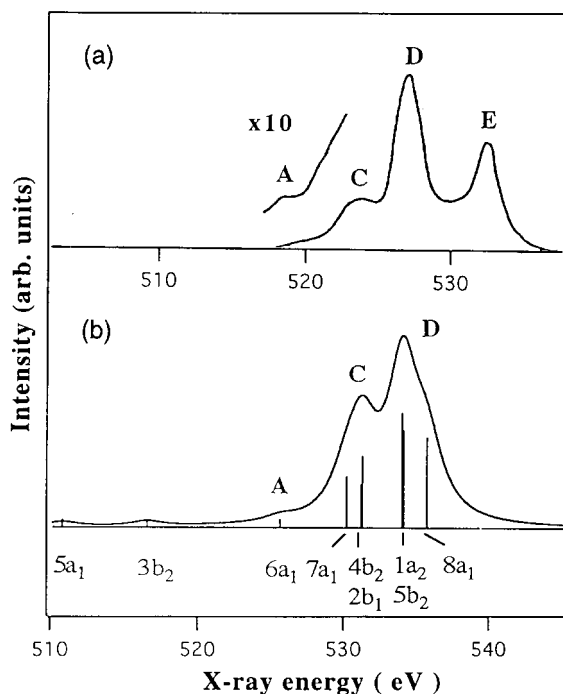 (a)
D
x10
E
A
C
510 520 530
Intensity (arb. units)
(b)
D
C
A
5a₁ 3b₂ 6a₁ 7a₁ 4b₂ 1a₂ 8a₁
2b₁ 5b₂
510 520 530 540
X-ray energy ( eV )